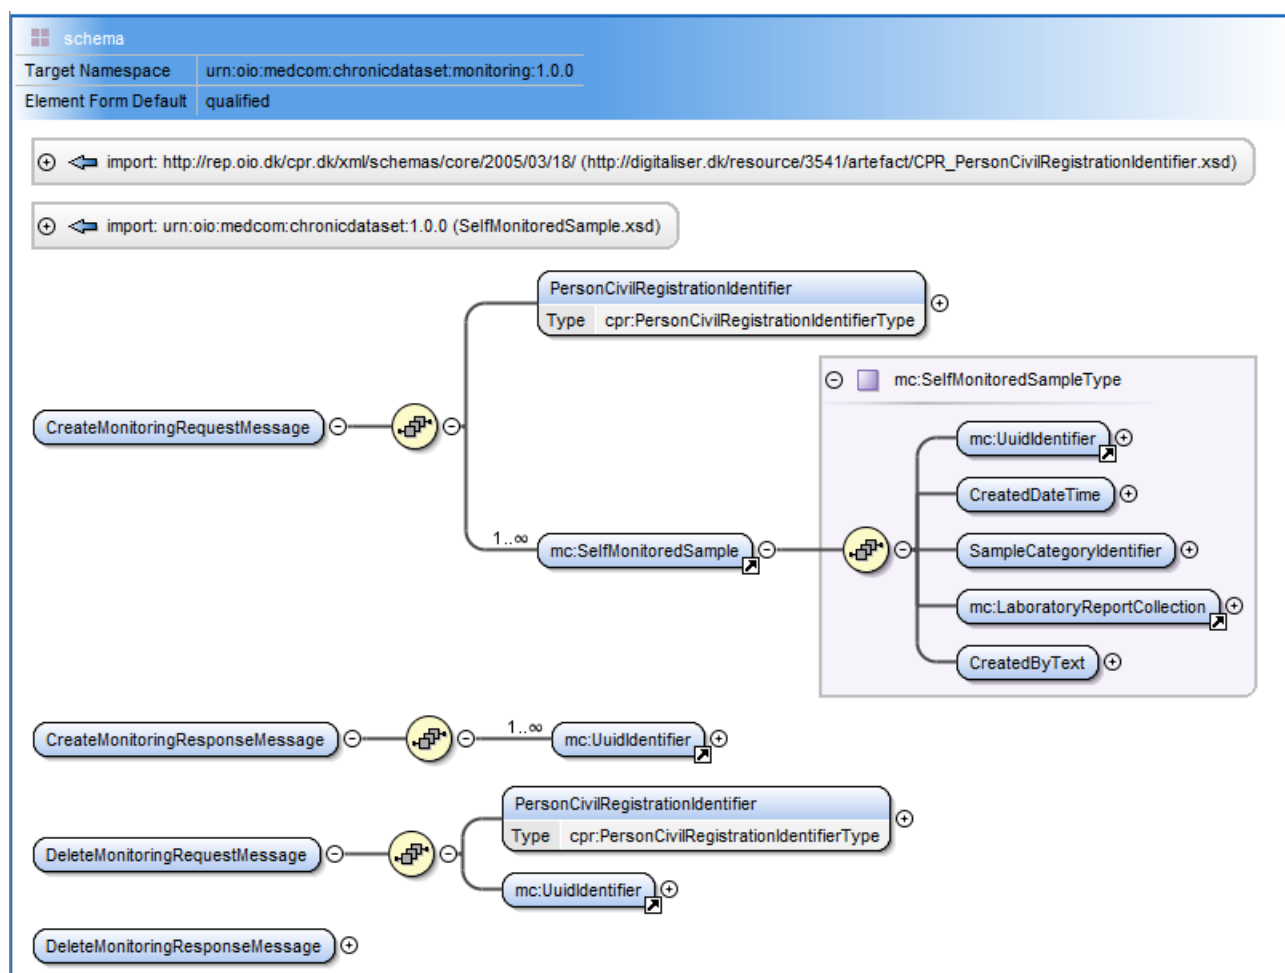 schema
Target Namespace urn:oio:medcom:chronicdataset:monitoring:1.0.0
Element Form Default qualified
import: http://rep.oio.dk/cpr.dk/xml/schemas/core/2005/03/18/ (http://digitaliser.dk/resource/3541/artefact/CPR_PersonCivilRegistrationIdentifier.xsd)
import: urn:oio:medcom:chronicdataset:1.0.0 (SelfMonitoredSample.xsd)
CreateMonitoringRequestMessage
PersonCivilRegistrationIdentifier
Type cpr:PersonCivilRegistrationIdentifierType
1..∞
mc:SelfMonitoredSample
mc:SelfMonitoredSampleType
mc:UuidIdentifier
CreatedDateTime
SampleCategoryIdentifier
mc:LaboratoryReportCollection
CreatedByText
CreateMonitoringResponseMessage
1..∞
mc:UuidIdentifier
DeleteMonitoringRequestMessage
PersonCivilRegistrationIdentifier
Type cpr:PersonCivilRegistrationIdentifierType
mc:UuidIdentifier
DeleteMonitoringResponseMessage